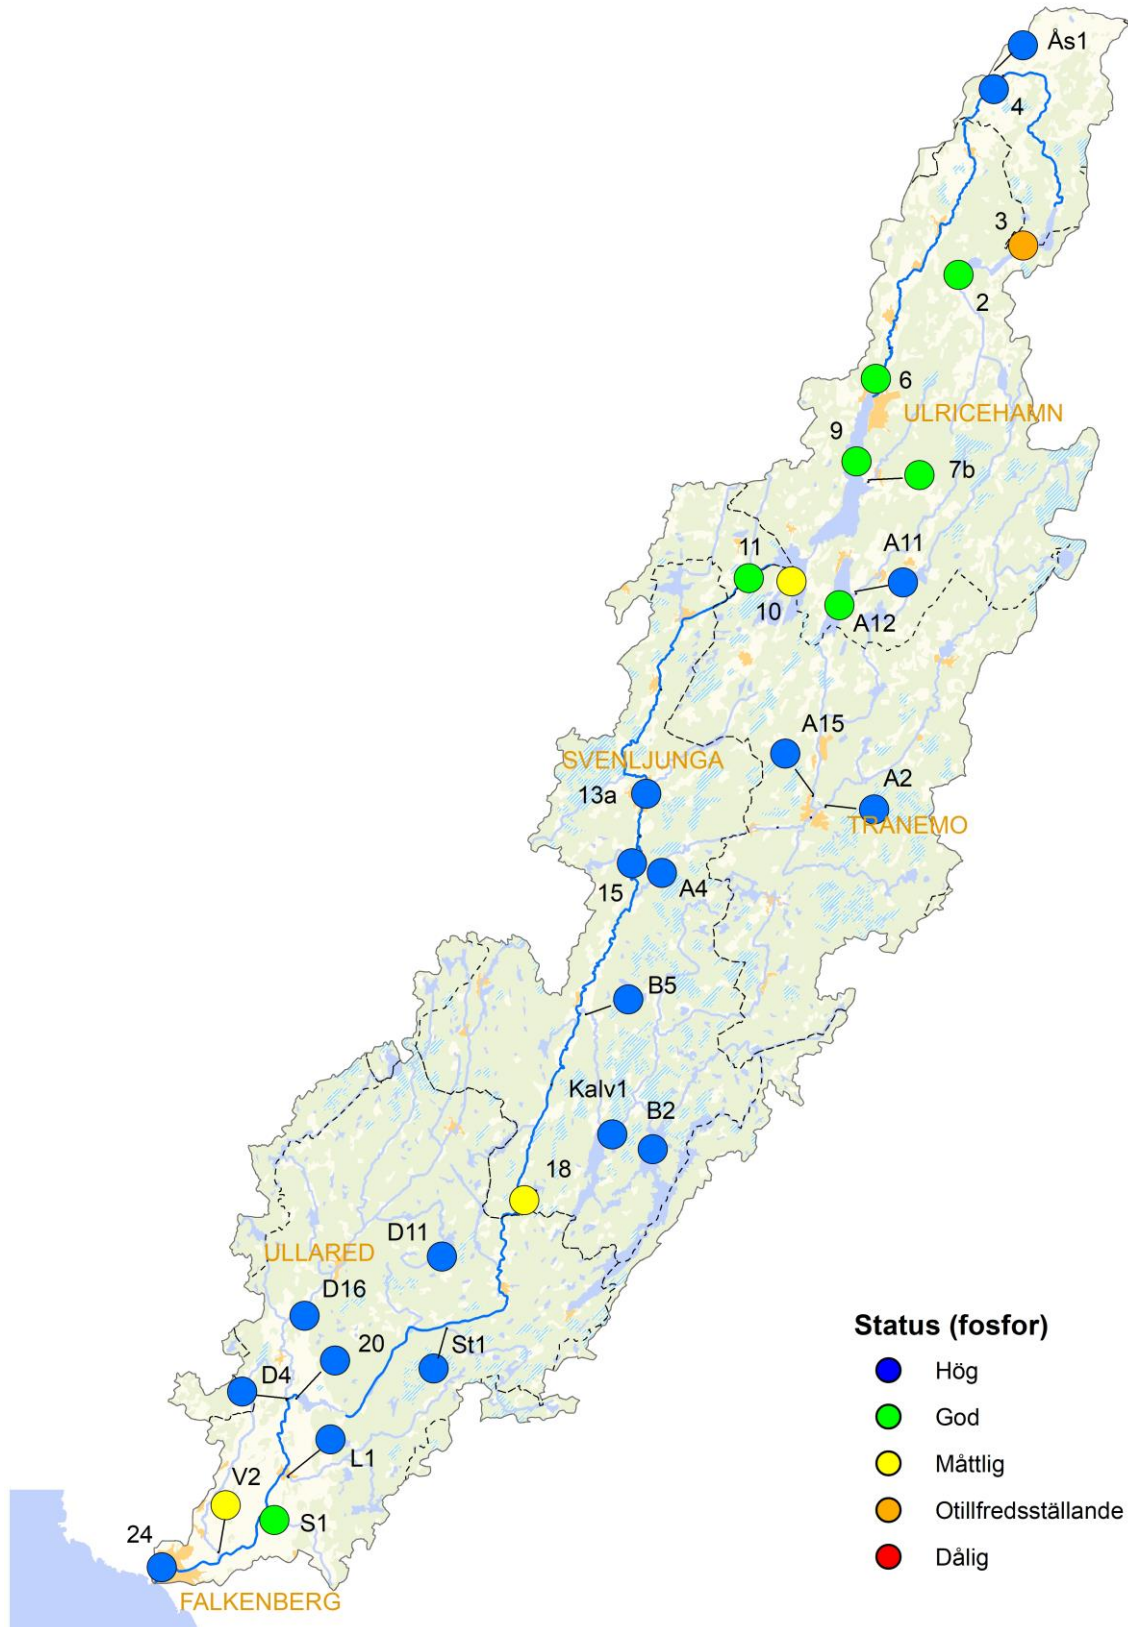 Ås1
4
3
2
6
ULRICEHAMN
9
7b
11
A11
10
A12
A15
SVENLJUNGA
A2
13a
TRANEMO
15
A4
B5
Kalv1
B2
18
D11
ULLARED
D16
20
St1
D4
L1
V2
S1
24
FALKENBERG
Status (fosfor)
Hög
God
Måttlig
Otillfredsställande
Dålig